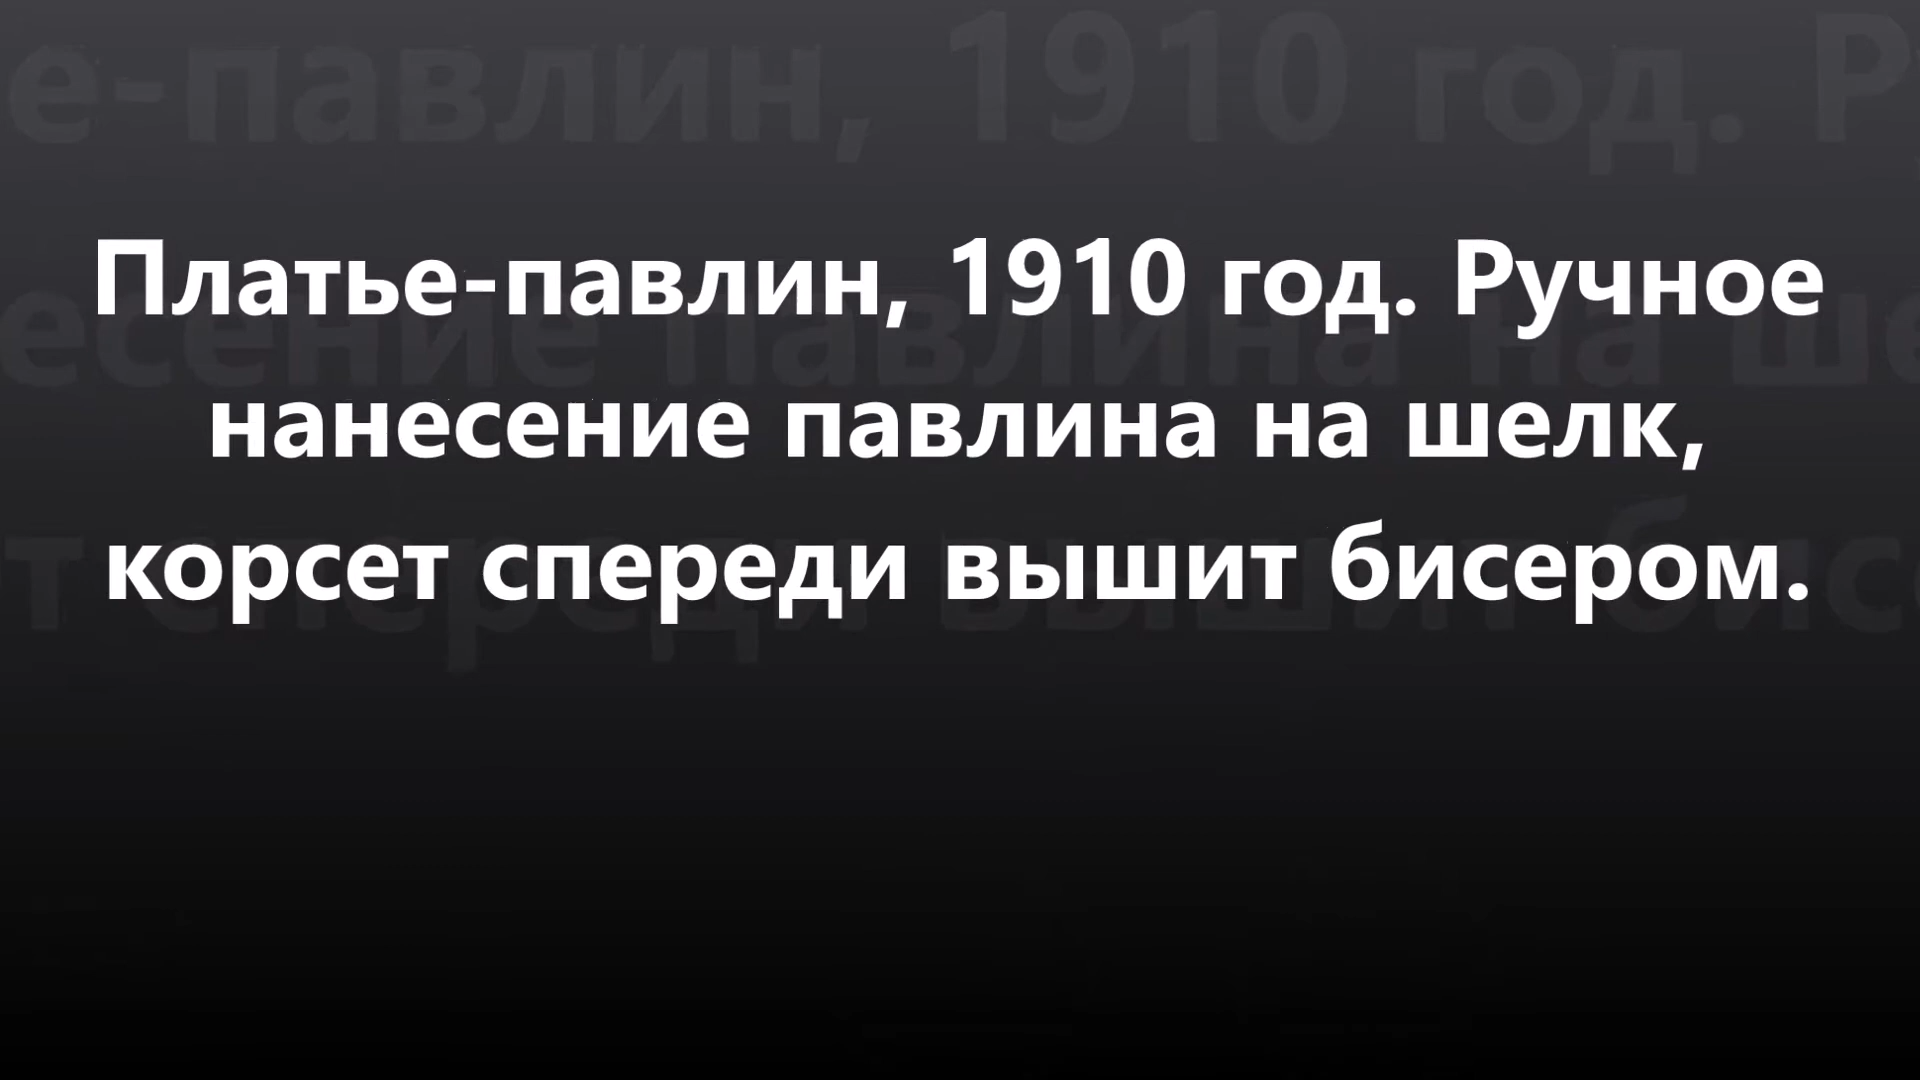 Платье-павлин, 1910 год. Ручное
нанесение павлина на шелк,
корсет спереди вышит бисером.